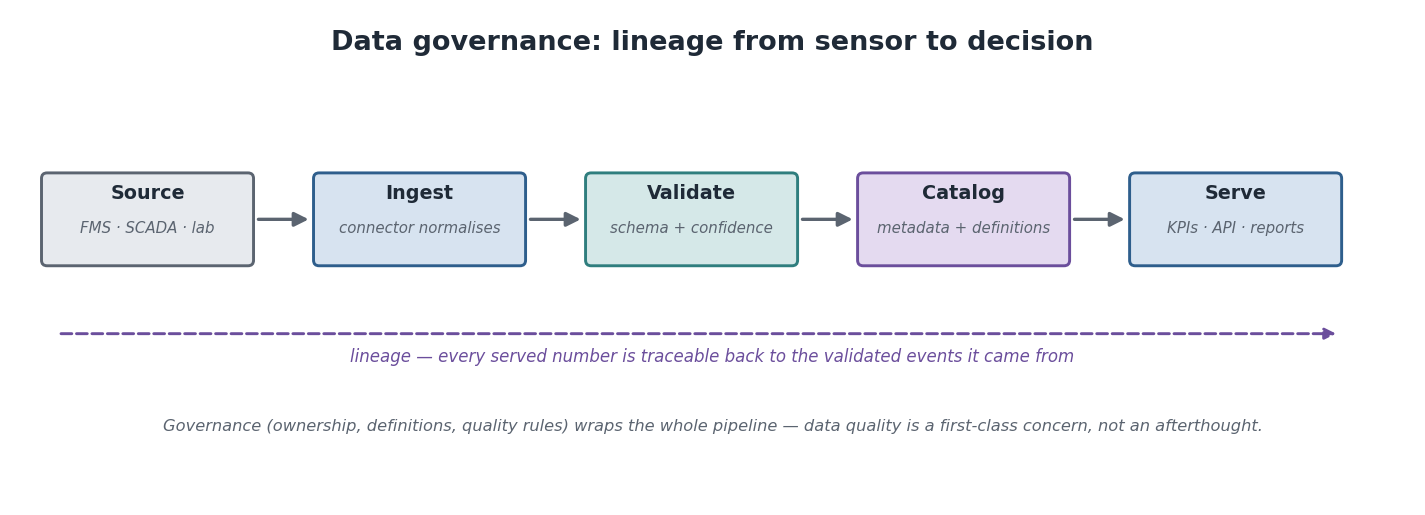 Data governance: lineage from sensor to decision
Source
FMS · SCADA · lab
Ingest
connector normalises
Validate
schema + confidence
Catalog
metadata + definitions
Serve
KPIs · API · reports
lineage — every served number is traceable back to the validated events it came from
Governance (ownership, definitions, quality rules) wraps the whole pipeline — data quality is a first-class concern, not an afterthought.